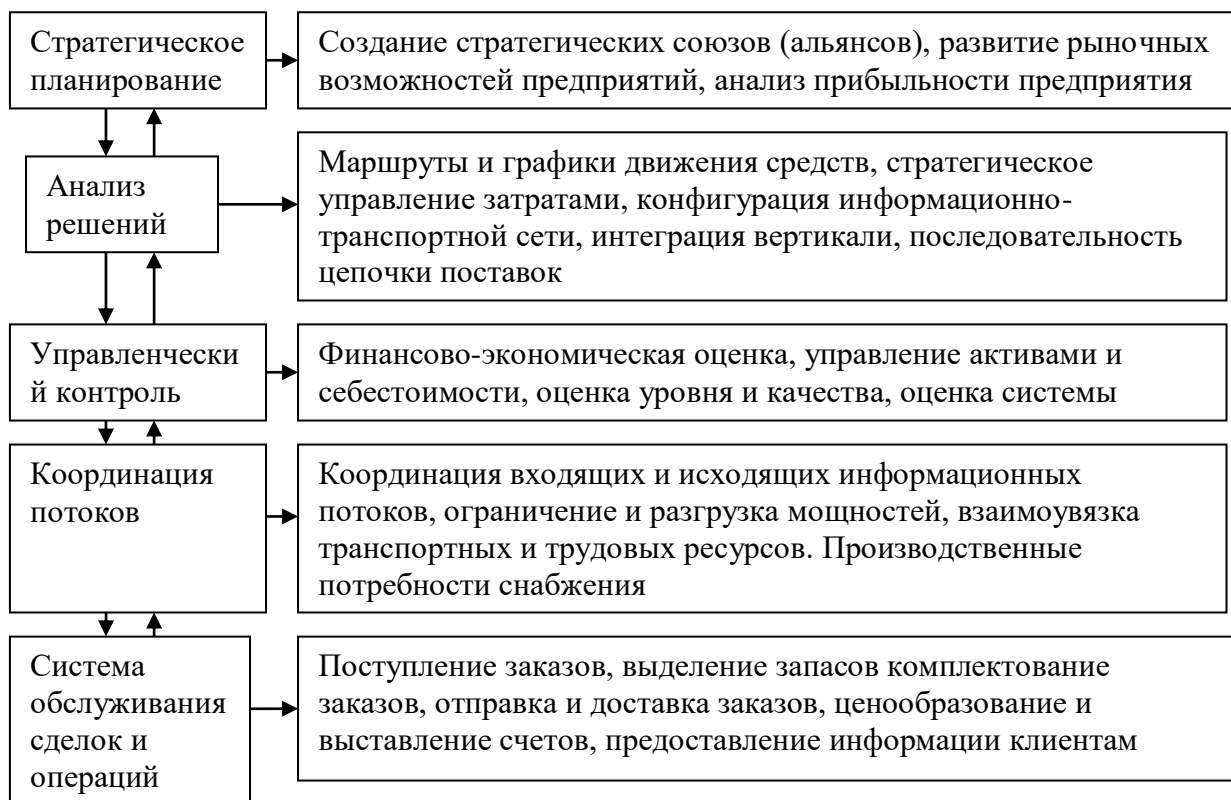 Стратегическое
планирование
Создание стратегических союзов (альянсов), развитие рыночных
возможностей предприятий, анализ прибыльности предприятия
Анализ
решений
Маршруты и графики движения средств, стратегическое
управление затратами, конфигурация информационно-
транспортной сети, интеграция вертикали, последовательность
цепочки поставок
Управленчески
й контроль
Финансово-экономическая оценка, управление активами и
себестоимости, оценка уровня и качества, оценка системы
Координация
потоков
Координация входящих и исходящих информационных
потоков, ограничение и разгрузка мощностей, взаимоувязка
транспортных и трудовых ресурсов. Производственные
потребности снабжения
Система
обслуживания
сделок и
операций
Поступление заказов, выделение запасов комплектование
заказов, отправка и доставка заказов, ценообразование и
выставление счетов, предоставление информации клиентам